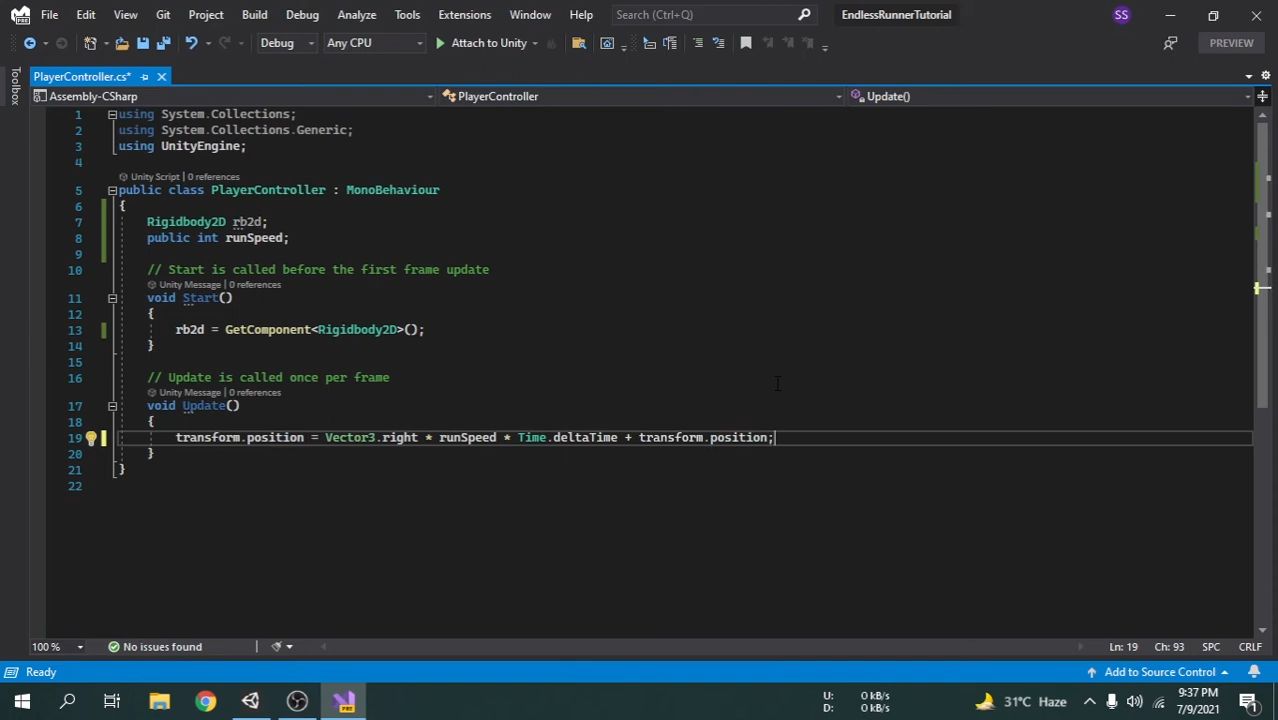 File Edit View Git Project Build Debug Test Analyze Tools Extensions Window Help Search (Ctrl+Q) EndlessRunnerTutorial SS
Debug Any CPU Attach to Unity PREVIEW
Toolbox
PlayerController.cs*
Assembly-CSharp PlayerController Update()
1 using System.Collections;
2 using System.Collections.Generic;
3 using UnityEngine;
4
Unity Script | 0 references
5 public class PlayerController : MonoBehaviour
6 {
7 Rigidbody2D rb2d;
8 public int runSpeed;
9
10 // Start is called before the first frame update
Unity Message | 0 references
11 void Start()
12 {
13 rb2d = GetComponent<Rigidbody2D>();
14 }
15
16 // Update is called once per frame
Unity Message | 0 references
17 void Update()
18 {
19 transform.position = Vector3.right * runSpeed * Time.deltaTime + transform.position;
20 }
21 }
22
100 % No issues found Ln: 19 Ch: 93 SPC CRLF
Ready Add to Source Control
U: 0 kB/s
D: 0 kB/s
31°C Haze
9:37 PM
7/9/2021
1